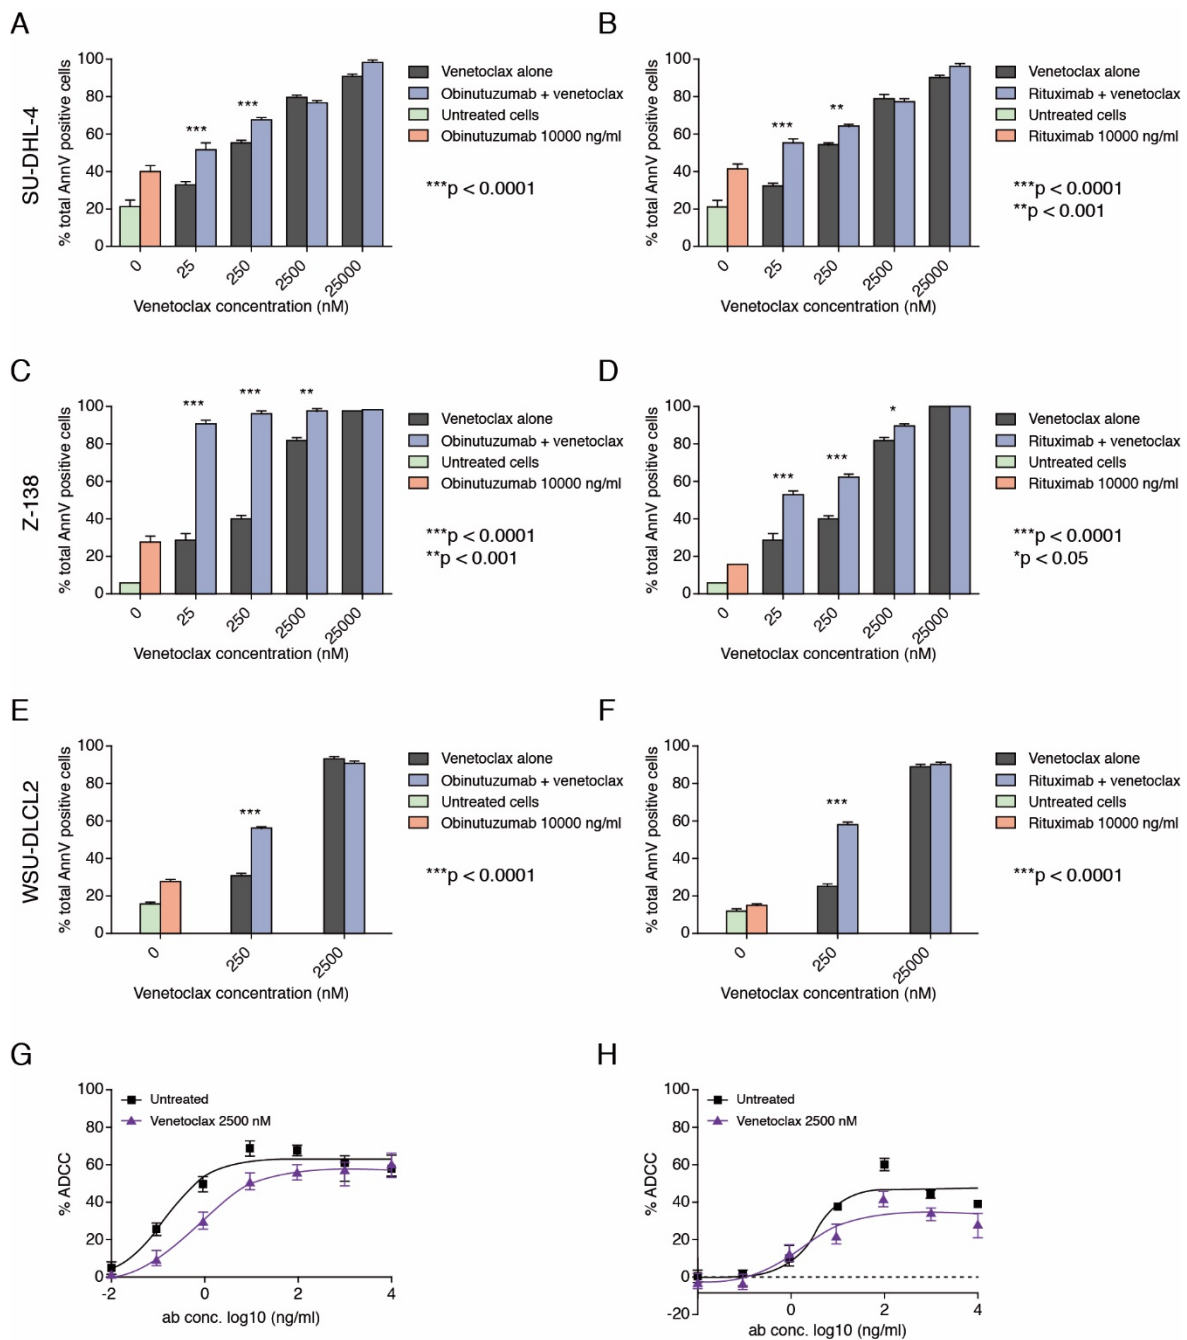 A
SU-DHL-4
% total AnnV positive cells
100
80
60
40
20
0
***
***
0
25
250
2500
25000
Venetoclax concentration (nM)
Venetoclax alone
Obinutuzumab + venetoclax
Untreated cells
Obinutuzumab 10000 ng/ml
***p < 0.0001
B
% total AnnV positive cells
100
80
60
40
20
0
***
**
0
25
250
2500
25000
Venetoclax concentration (nM)
Venetoclax alone
Rituximab + venetoclax
Untreated cells
Rituximab 10000 ng/ml
***p < 0.0001
**p < 0.001
C
Z-138
% total AnnV positive cells
100
80
60
40
20
0
***
***
**
0
25
250
2500
25000
Venetoclax concentration (nM)
Venetoclax alone
Obinutuzumab + venetoclax
Untreated cells
Obinutuzumab 10000 ng/ml
***p < 0.0001
**p < 0.001
D
% total AnnV positive cells
100
80
60
40
20
0
***
***
*
0
25
250
2500
25000
Venetoclax concentration (nM)
Venetoclax alone
Rituximab + venetoclax
Untreated cells
Rituximab 10000 ng/ml
***p < 0.0001
*p < 0.05
E
WSU-DLCL2
% total AnnV positive cells
100
80
60
40
20
0
***
0
250
2500
Venetoclax concentration (nM)
Venetoclax alone
Obinutuzumab + venetoclax
Untreated cells
Obinutuzumab 10000 ng/ml
***p < 0.0001
F
% total AnnV positive cells
100
80
60
40
20
0
***
0
250
25000
Venetoclax concentration (nM)
Venetoclax alone
Rituximab + venetoclax
Untreated cells
Rituximab 10000 ng/ml
***p < 0.0001
G
% ADCC
100
80
60
40
20
0
-2
0
2
4
ab conc. log10 (ng/ml)
Untreated
Venetoclax 2500 nM
H
% ADCC
100
80
60
40
20
0
-20
0
2
4
ab conc. log10 (ng/ml)
Untreated
Venetoclax 2500 nM